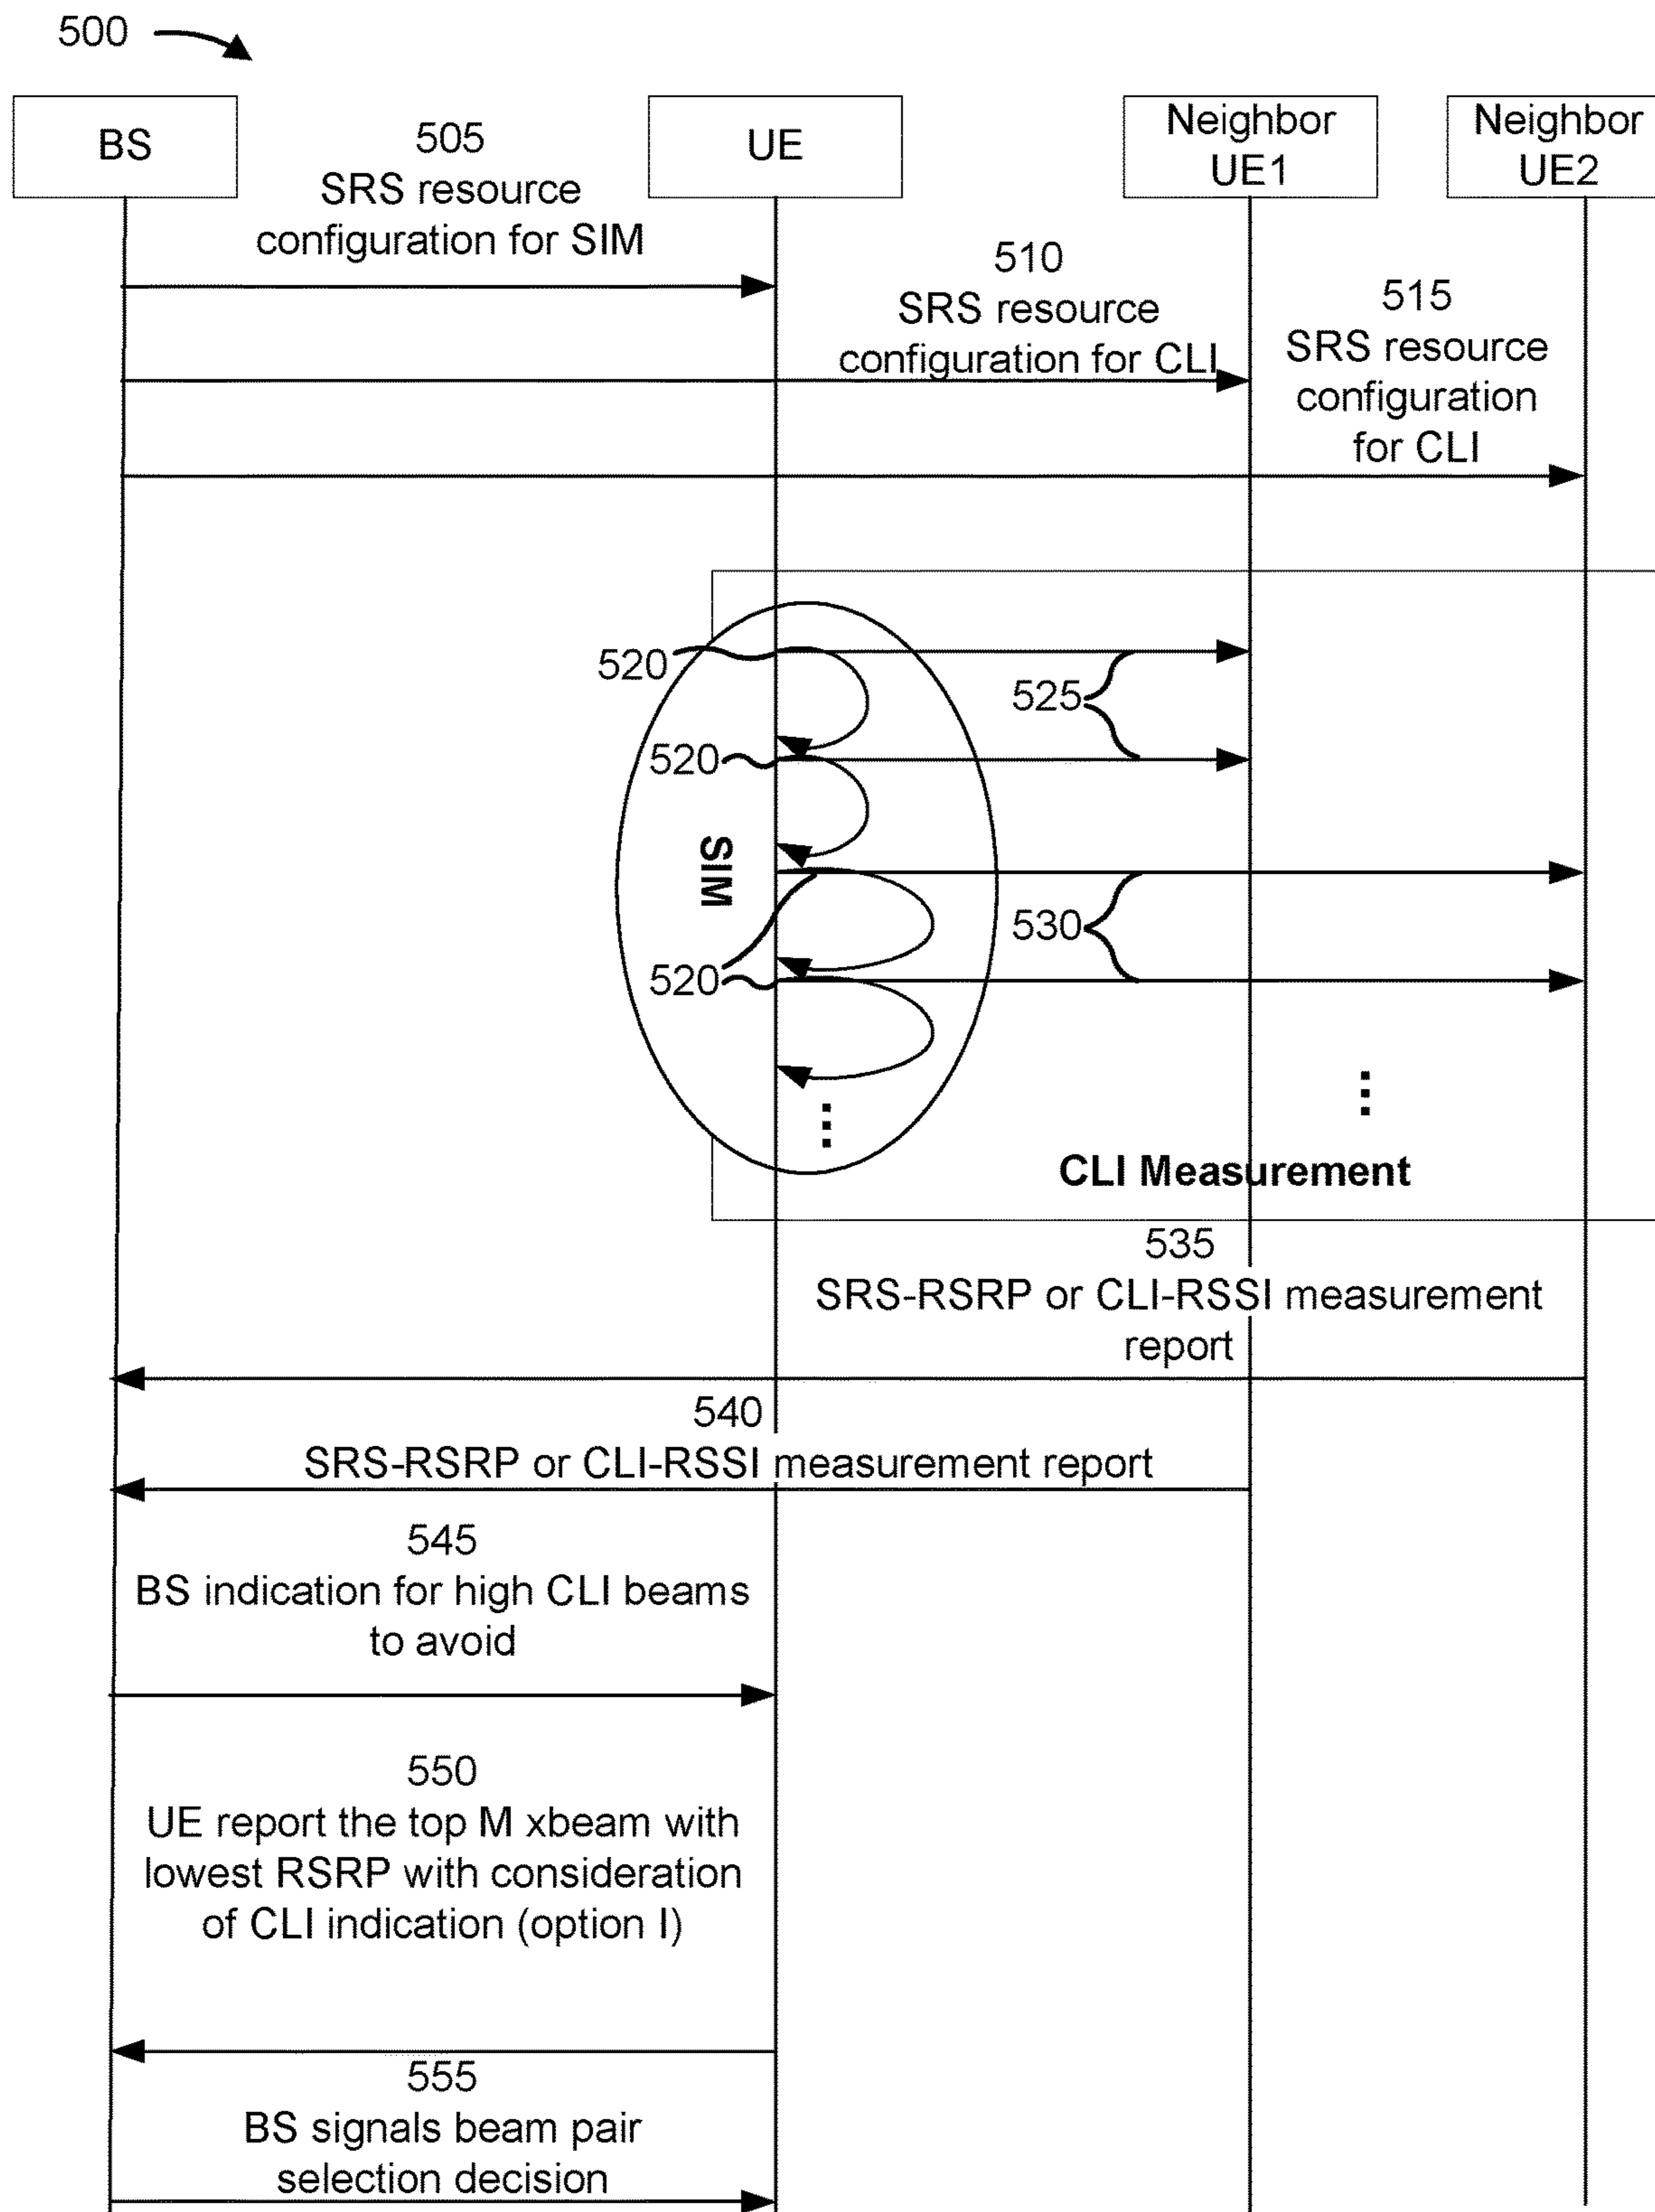 500
BS
UE
Neighbor
UE1
Neighbor
UE2
505
SRS resource
configuration for SIM
510
SRS resource
configuration for CLI
515
SRS resource
configuration
for CLI
520
525
520
SIM
530
520
CLI Measurement
535
SRS-RSRP or CLI-RSSI measurement
report
540
SRS-RSRP or CLI-RSSI measurement report
545
BS indication for high CLI beams
to avoid
550
UE report the top M xbeam with
lowest RSRP with consideration
of CLI indication (option I)
555
BS signals beam pair
selection decision